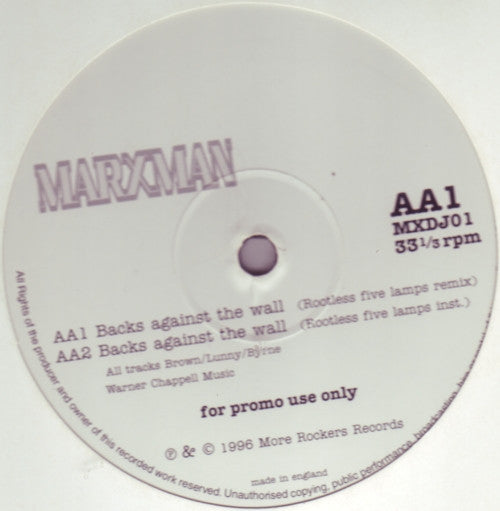 MARXMAN
AA1
MXDJ01
33 1/3 rpm
AA1 Backs against the wall (Rootless five lamps remix)
AA2 Backs against the wall (Rootless five lamps inst.)
All tracks Brown/Lunny/Byrne
Warner Chappell Music
for promo use only
℗ & © 1996 More Rockers Records
made in england
All Rights of the producer and owner of this recorded work reserved. Unauthorised copying, public performance, broadcasting,